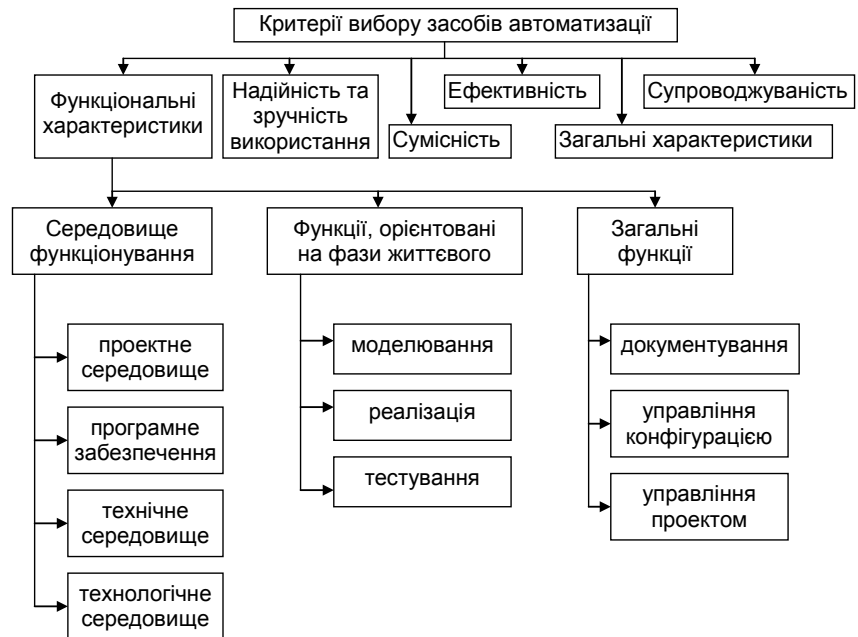 Критерії вибору засобів автоматизації
Функціональні
характеристики
Надійність та
зручність
використання
Сумісність
Ефективність
Загальні характеристики
Супроводжуваність
Середовище
функціонування
Функції, орієнтовані
на фази життєвого
Загальні
функції
проектне
середовище
програмне
забезпечення
технічне
середовище
технологічне
середовище
моделювання
реалізація
тестування
документування
управління
конфігурацією
управління
проектом